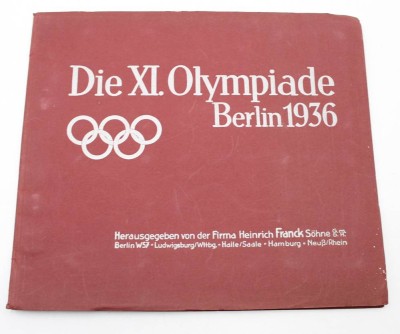 Die XI. Olympiade
Berlin 1936
Herausgegeben von der Firma Heinrich Franck Söhne
Berlin W57 • Ludwigsburg/Wttbg. • Halle/Saale • Hamburg • Neuß/Rhein